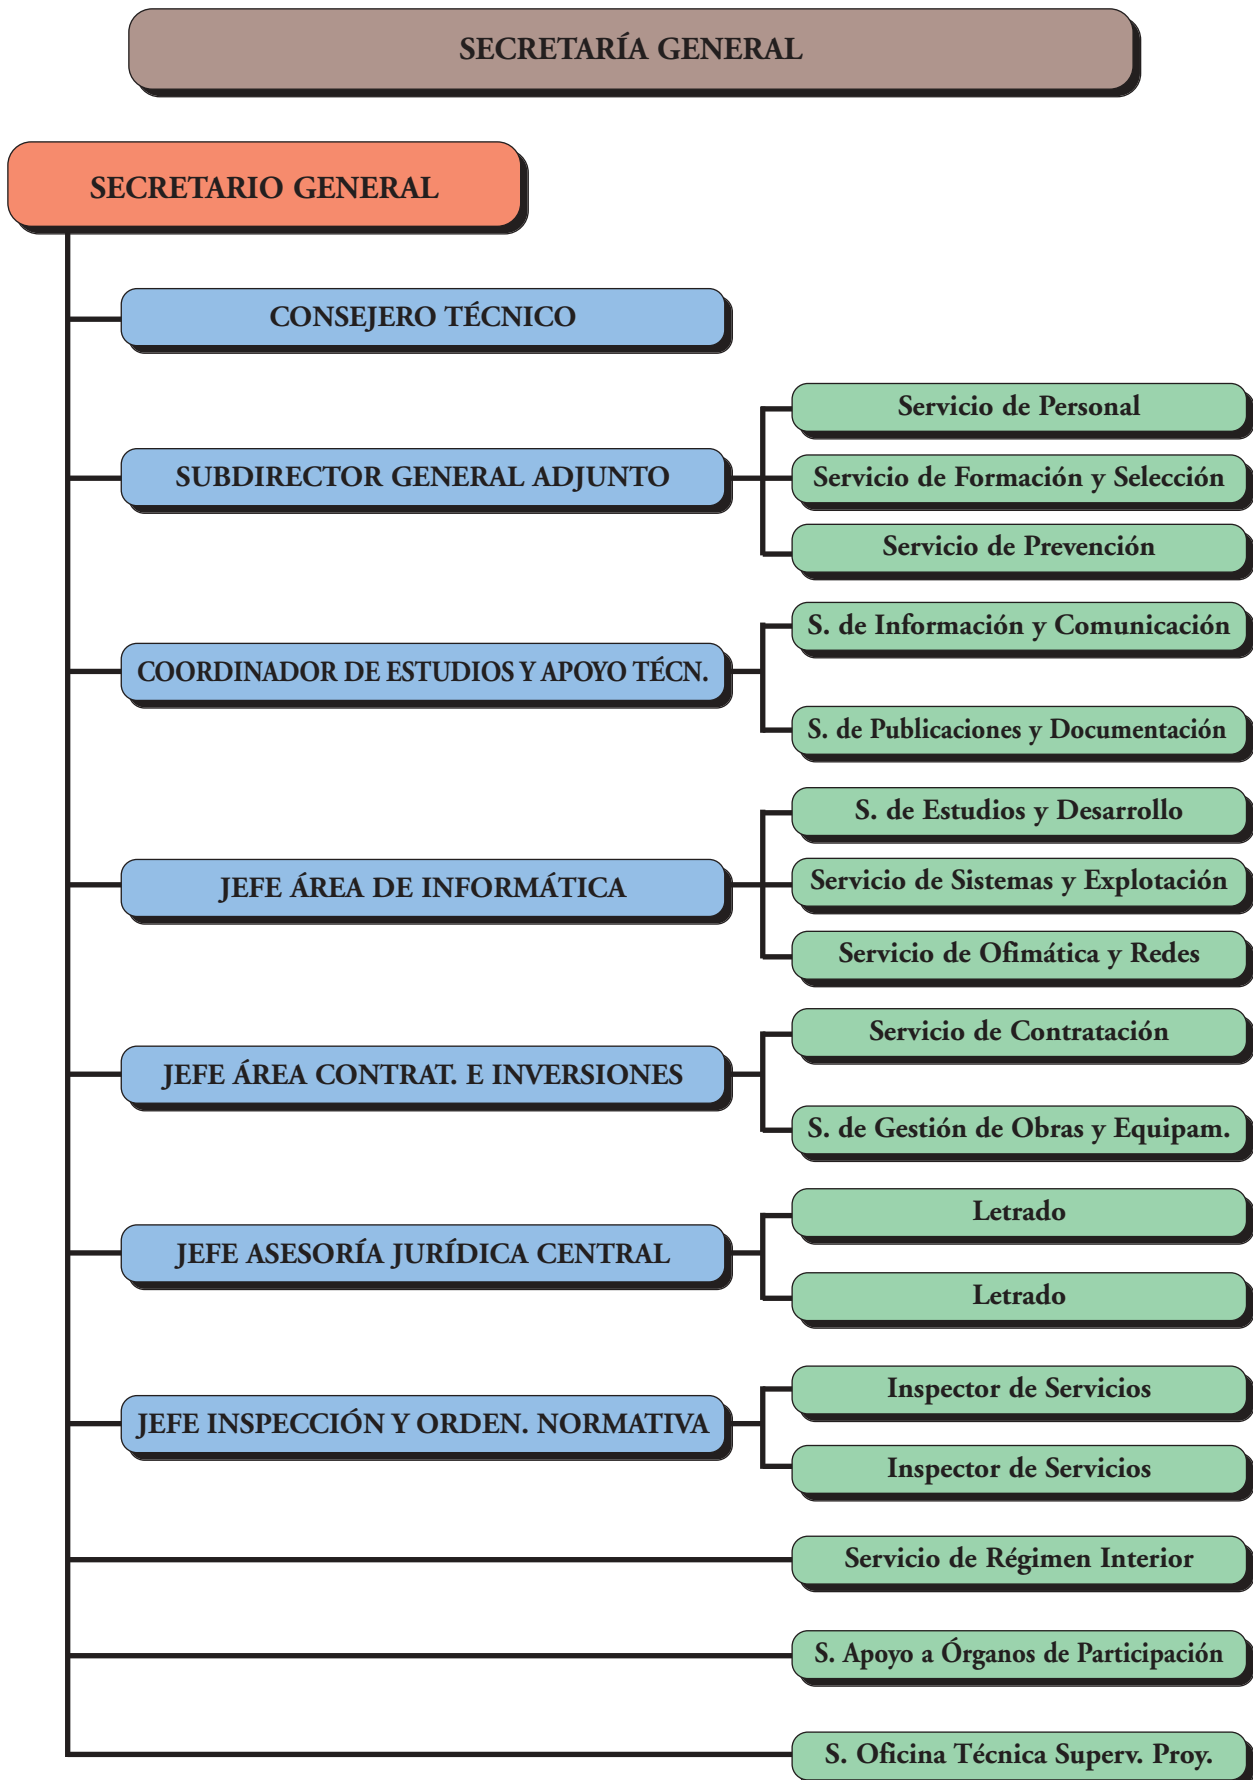 SECRETARÍA GENERAL
SECRETARIO GENERAL
CONSEJERO TÉCNICO
SUBDIRECTOR GENERAL ADJUNTO
Servicio de Personal
Servicio de Formación y Selección
Servicio de Prevención
COORDINADOR DE ESTUDIOS Y APOYO TÉCN.
S. de Información y Comunicación
S. de Publicaciones y Documentación
JEFE ÁREA DE INFORMÁTICA
S. de Estudios y Desarrollo
Servicio de Sistemas y Explotación
Servicio de Ofimática y Redes
JEFE ÁREA CONTRAT. E INVERSIONES
Servicio de Contratación
S. de Gestión de Obras y Equipam.
JEFE ASESORÍA JURÍDICA CENTRAL
Letrado
Letrado
JEFE INSPECCIÓN Y ORDEN. NORMATIVA
Inspector de Servicios
Inspector de Servicios
Servicio de Régimen Interior
S. Apoyo a Órganos de Participación
S. Oficina Técnica Superv. Proy.